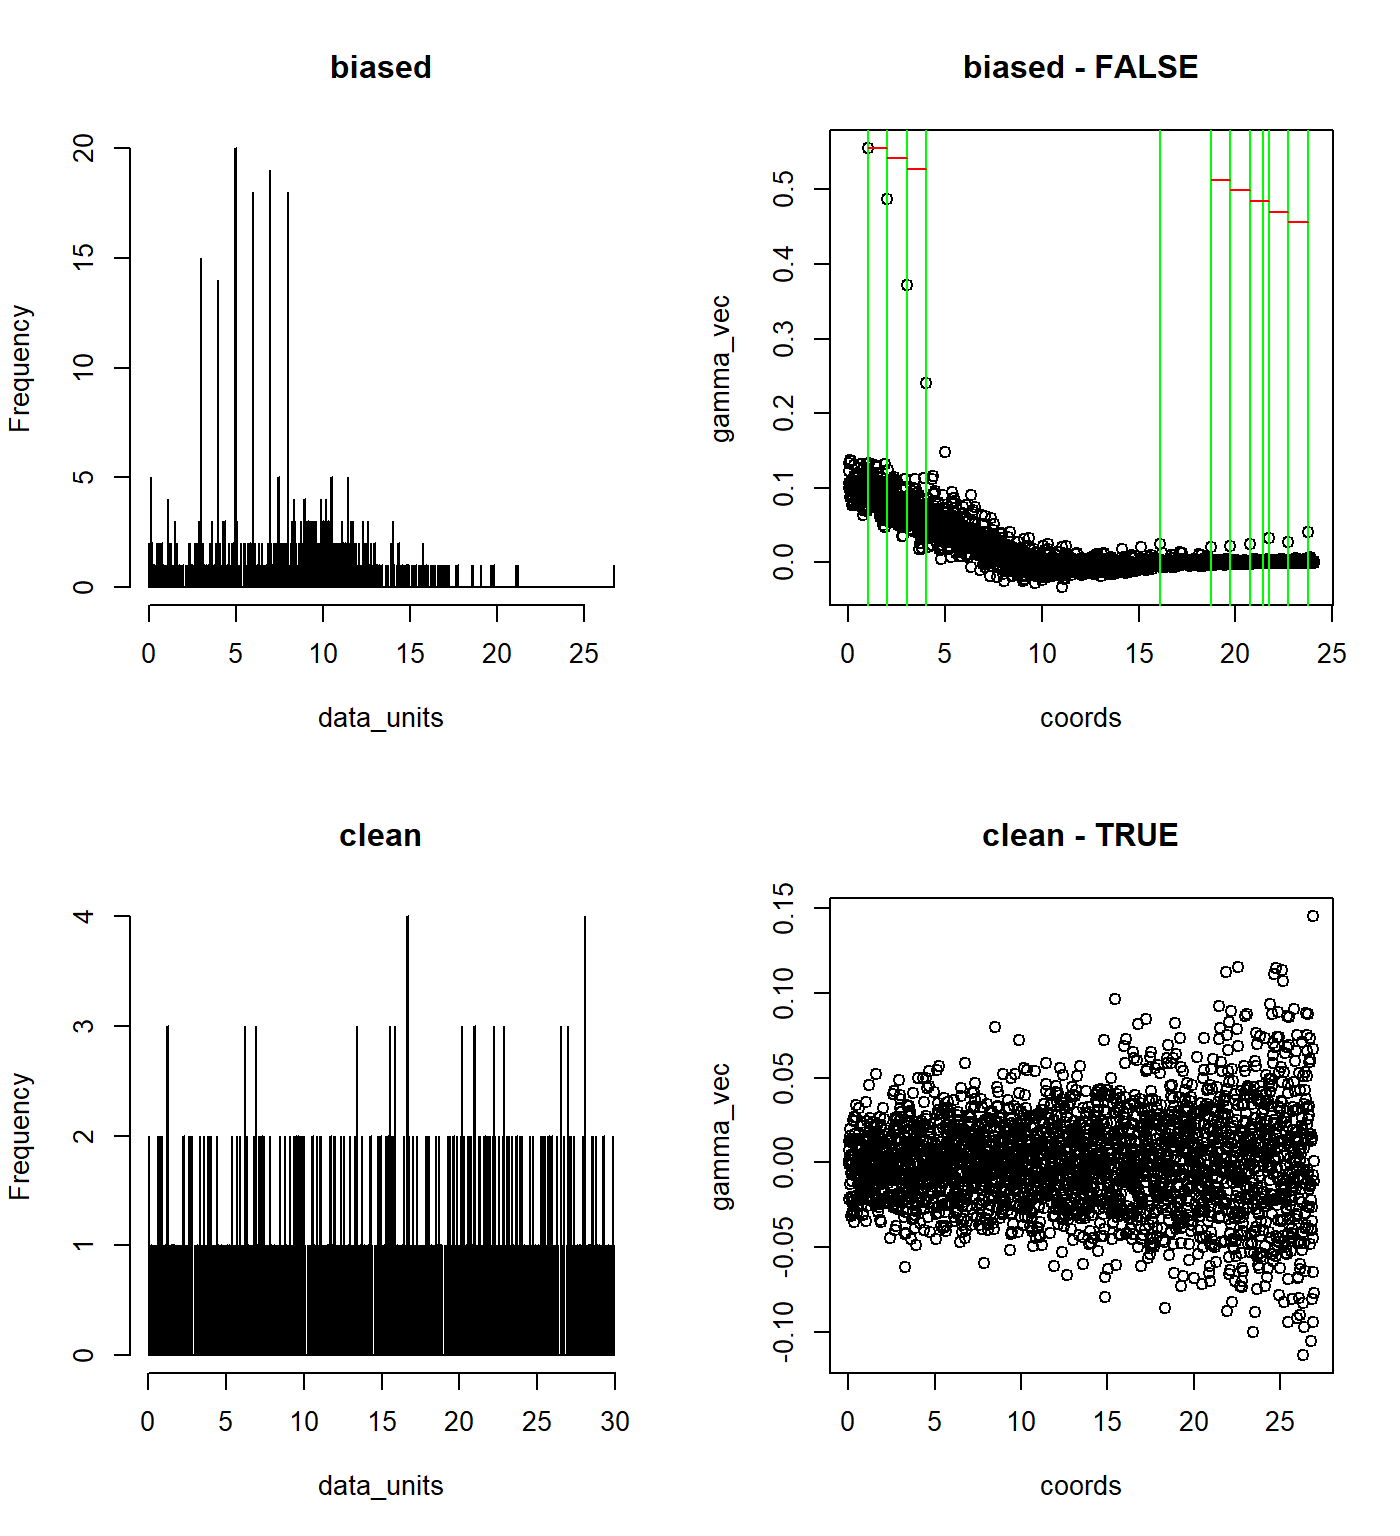 biased
Frequency
0 5 10 15 20
0 5 10 15 20 25
data_units
biased - FALSE
gamma_vec
0.0 0.1 0.2 0.3 0.4 0.5
0 5 10 15 20 25
coords
clean
Frequency
0 1 2 3 4
0 5 10 15 20 25 30
data_units
clean - TRUE
gamma_vec
-0.10 -0.05 0.00 0.05 0.10 0.15
0 5 10 15 20 25
coords